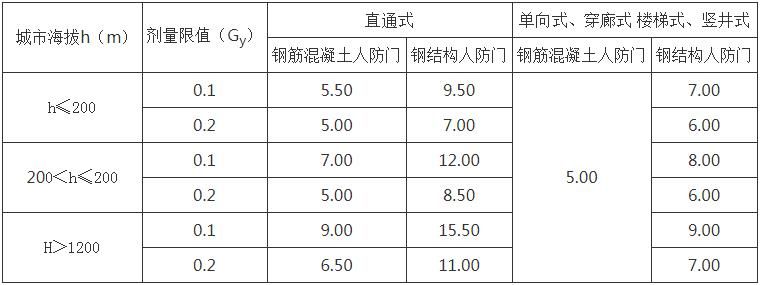 城市海拔h（m） 剂量限值（Gy） 直通式 单向式、穿廊式 楼梯式、竖井式
钢筋混凝土人防门 钢结构人防门 钢筋混凝土人防门 钢结构人防门
h≤200 0.1 5.50 9.50 5.00 7.00
0.2 5.00 7.00 6.00
200＜h≤200 0.1 7.00 12.00 8.00
0.2 5.00 8.50 6.00
H＞1200 0.1 9.00 15.50 9.00
0.2 6.50 11.00 7.00